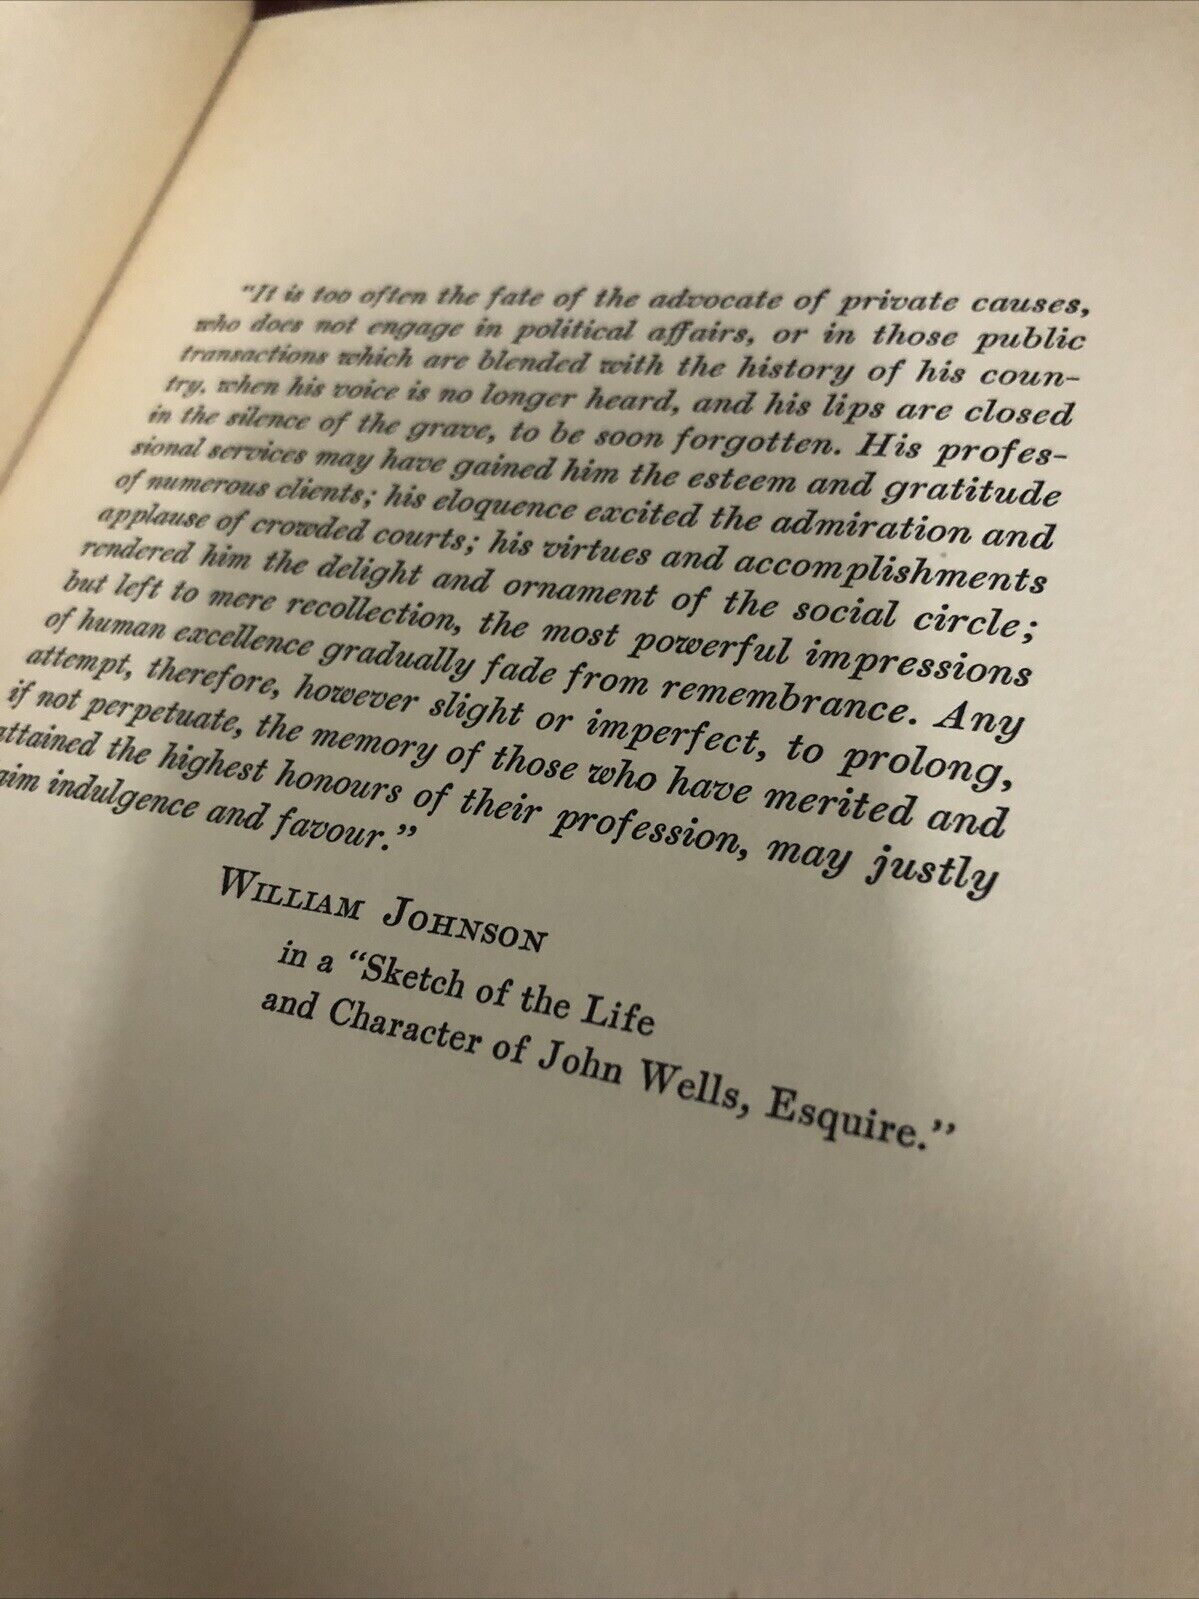 "It is too often the fate of the advocate of private causes,
who does not engage in political affairs, or in those public
transactions which are blended with the history of his coun-
try, when his voice is no longer heard, and his lips are closed
in the silence of the grave, to be soon forgotten. His profes-
sional services may have gained him the esteem and gratitude
of numerous clients; his eloquence excited the admiration and
applause of crowded courts; his virtues and accomplishments
rendered him the delight and ornament of the social circle;
but left to mere recollection, the most powerful impressions
of human excellence gradually fade from remembrance. Any
attempt, therefore, however slight or imperfect, to prolong,
if not perpetuate, the memory of those who have merited and
attained the highest honours of their profession, may justly
aim indulgence and favour."
WILLIAM JOHNSON
in a "Sketch of the Life
and Character of John Wells, Esquire."